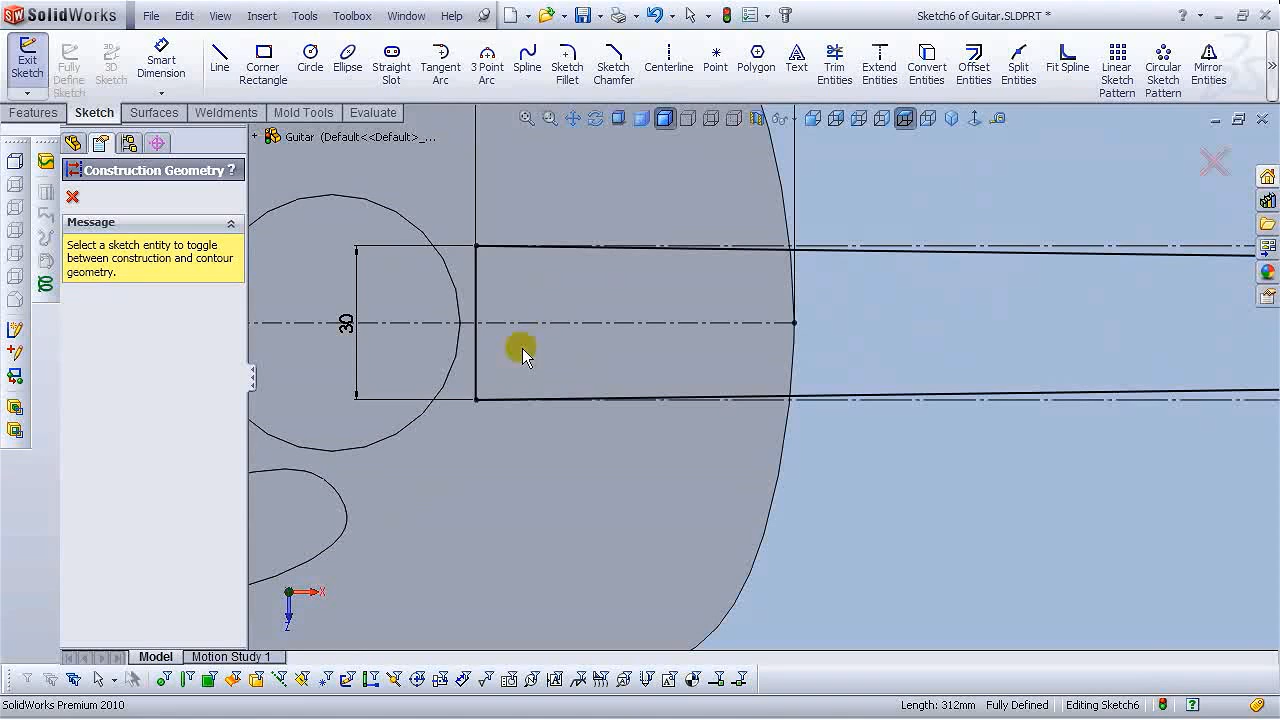 SolidWorks File Edit View Insert Tools Toolbox Window Help Sketch6 of Guitar.SLDPRT *
Exit Sketch
Fully Define Sketch
3D Sketch
Smart Dimension
Line
Corner Rectangle
Circle
Ellipse
Straight Slot
Tangent Arc
3 Point Arc
Spline
Sketch Fillet
Sketch Chamfer
Centerline
Point
Polygon
Text
Trim Entities
Extend Entities
Convert Entities
Offset Entities
Split Entities
Fit Spline
Linear Sketch Pattern
Circular Sketch Pattern
Mirror Entities
Features Sketch Surfaces Weldments Mold Tools Evaluate
Guitar (Default<<Default>_...
Construction Geometry ?
Message
Select a sketch entity to toggle
between construction and contour
geometry.
30
X
Z
Model Motion Study 1
SolidWorks Premium 2010 Length: 312mm Fully Defined Editing Sketch6